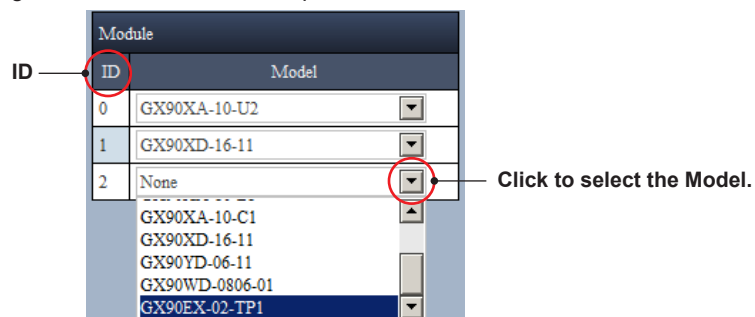 Module
ID
ID Model
0 GX90XA-10-U2
1 GX90XD-16-11
2 None
Click to select the Model.
GX90XA-10-C1
GX90XD-16-11
GX90YD-06-11
GX90WD-0806-01
GX90EX-02-TP1